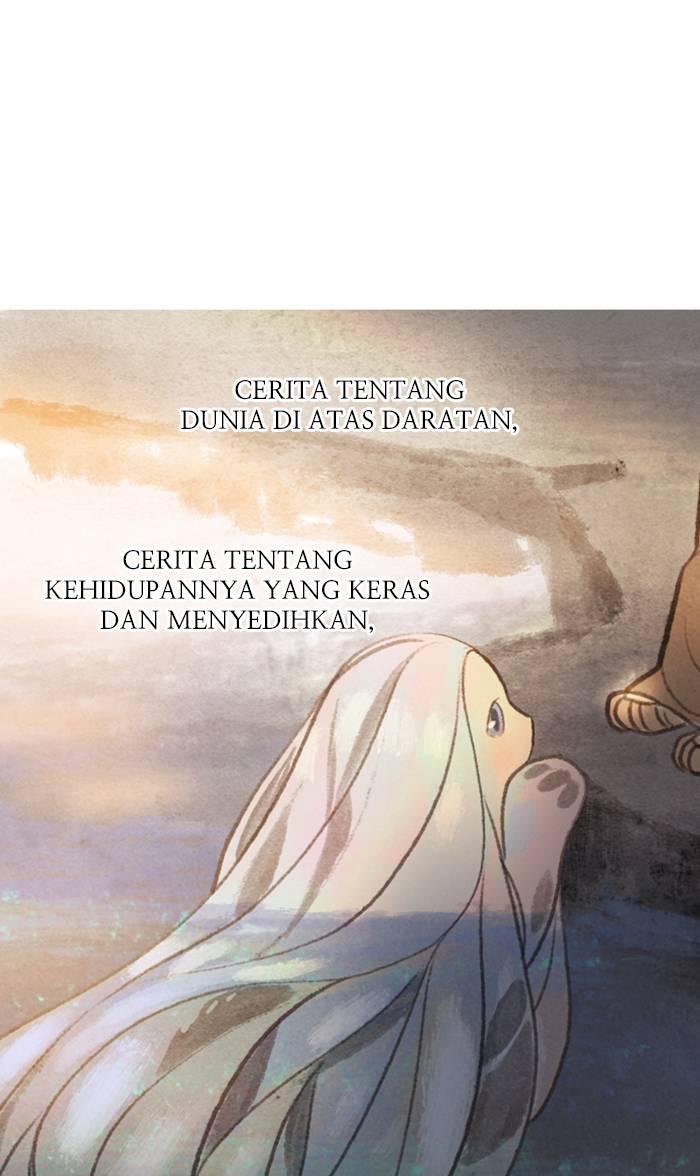 CERITA TENTANG
DUNIA DI ATAS DARATAN,
CERITA TENTANG
KEHIDUPANNYA YANG KERAS
DAN MENYEDIHKAN,